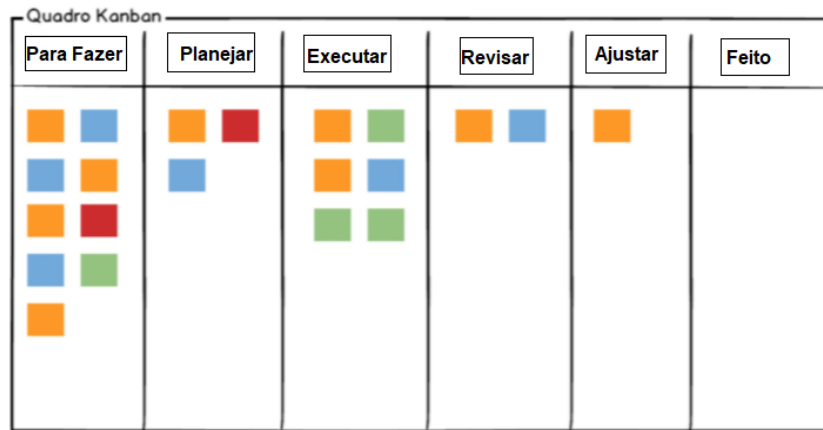 Quadro Kanban
Para Fazer
Planejar
Executar
Revisar
Ajustar
Feito